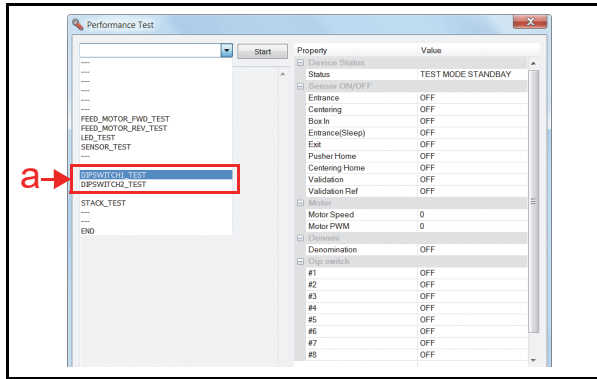 Performance Test
Start
---
---
---
---
---
FEED_MOTOR_FWD_TEST
FEED_MOTOR_REV_TEST
LED_TEST
SENSOR_TEST
---
a
DIPSWITCH1_TEST
DIPSWITCH2_TEST
STACK_TEST
---
---
END
Property Value
Device Status
Status TEST MODE STANDBAY
Sensor ON/OFF
Entrance OFF
Centering OFF
Box In OFF
Entrance(Sleep) OFF
Exit OFF
Pusher Home OFF
Centering Home OFF
Validation OFF
Validation Ref OFF
Motor
Motor Speed 0
Motor PWM 0
Denomi
Denomination OFF
Dip switch
#1 OFF
#2 OFF
#3 OFF
#4 OFF
#5 OFF
#6 OFF
#7 OFF
#8 OFF